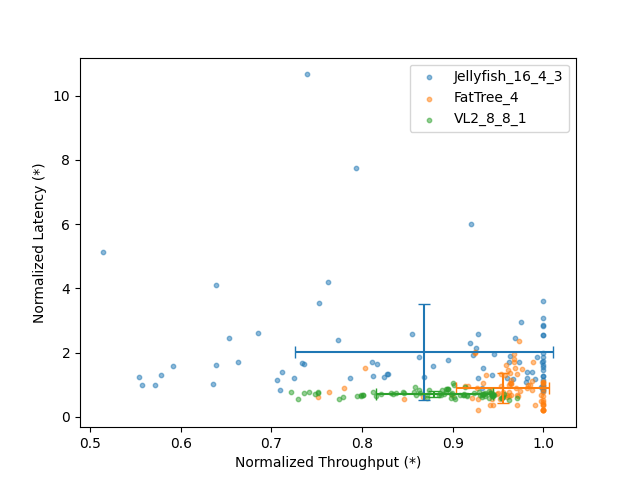 Jellyfish_16_4_3
FatTree_4
VL2_8_8_1
10
8
6
4
2
0
0.5 0.6 0.7 0.8 0.9 1.0
Normalized Latency (*)
Normalized Throughput (*)